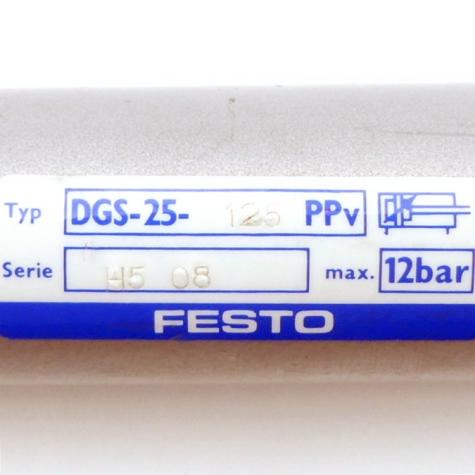 Typ DGS-25- 125 PPv
Serie H5 08 max. 12bar
FESTO